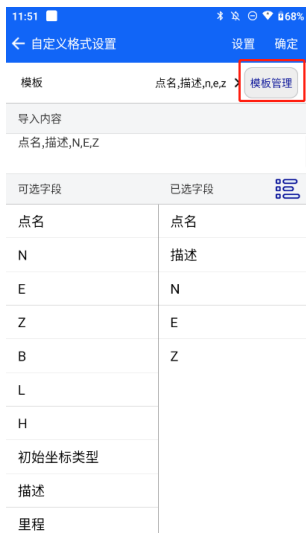 11:51 68%
← 自定义格式设置 设置 确定
模板 点名,描述,n,e,z 模板管理
导入内容
点名,描述,N,E,Z
可选字段 已选字段
点名 点名
N 描述
E N
Z E
B Z
L
H
初始坐标类型
描述
里程